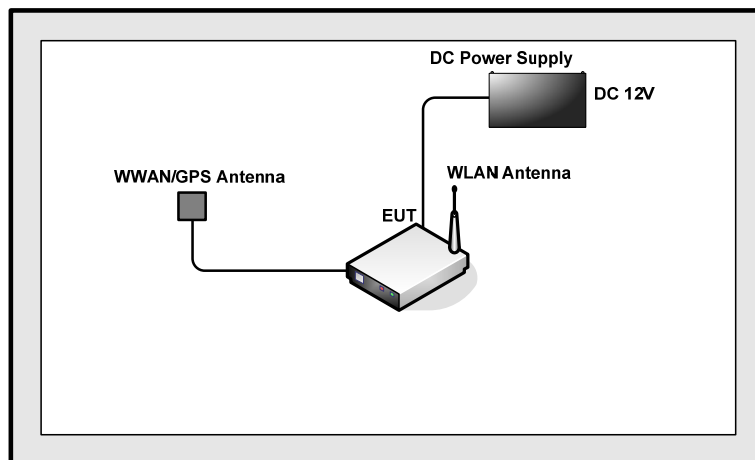 DC Power Supply
DC 12V
WWAN/GPS Antenna
WLAN Antenna
EUT